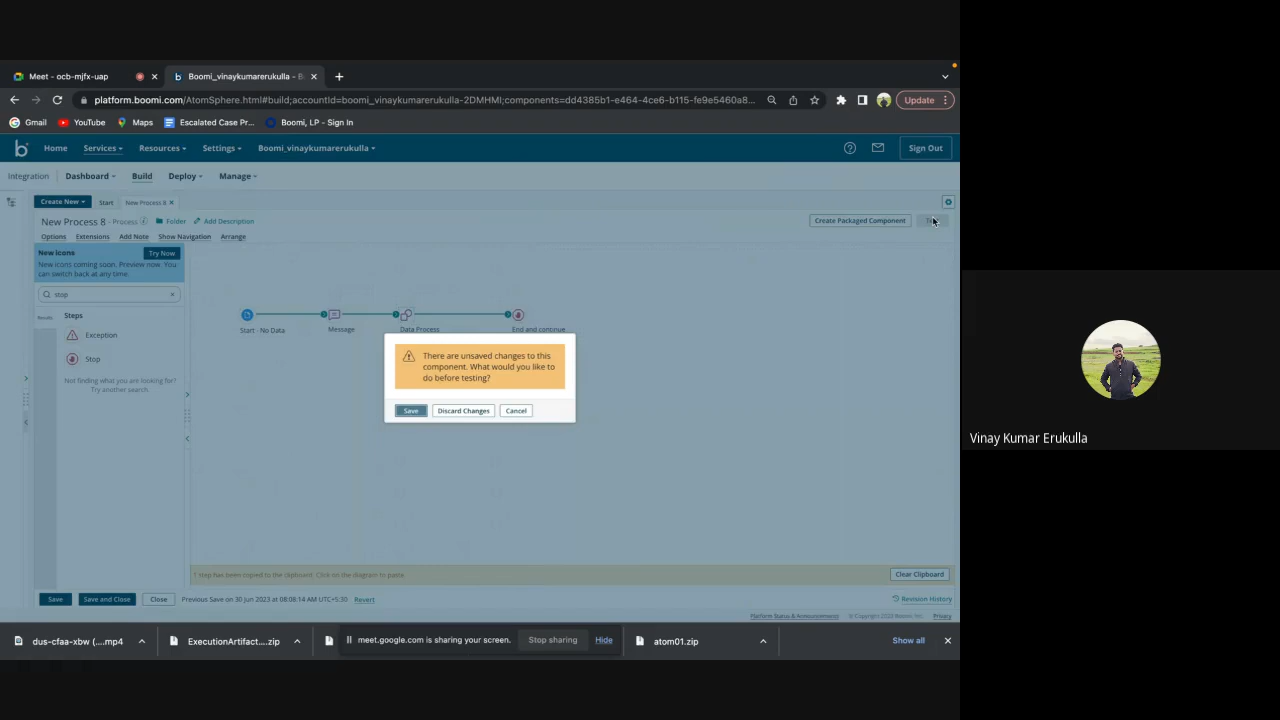 Meet - ocb-mjfx-uap
Boomi_vinaykumarerukulla - B
platform.boomi.com/AtomSphere.html#build;accountId=boomi_vinaykumarerukulla-2DMHMI;components=dd4385b1-e464-4ce6-b115-fe9e5460a8...
Update
Gmail
YouTube
Maps
Escalated Case Pr...
Boomi, LP - Sign In
b
Home
Services
Resources
Settings
Boomi_vinaykumarerukulla
Sign Out
Integration
Dashboard
Build
Deploy
Manage
Create New
Start
New Process 8
New Process 8 - Process
Folder
Add Description
Create Packaged Component
Options
Extensions
Add Note
Show Navigation
Arrange
New Icons
Try Now
New icons coming soon. Preview now. You
can switch back at any time.
stop
Results
Steps
Exception
Stop
Not finding what you are looking for?
Try another search.
Start - No Data
Message
Data Process
End and continue
There are unsaved changes to this
component. What would you like to
do before testing?
Save
Discard Changes
Cancel
1 step has been copied to the clipboard. Click on the diagram to paste
Clear Clipboard
Save
Save and Close
Close
Previous Save on 30 Jun 2023 at 08:08:14 AM UTC+5:30
Revert
Revision History
Platform Status & Announcements
Privacy
dus-cfaa-xbw (....mp4
ExecutionArtifact....zip
meet.google.com is sharing your screen.
Stop sharing
Hide
atom01.zip
Show all
Vinay Kumar Erukulla